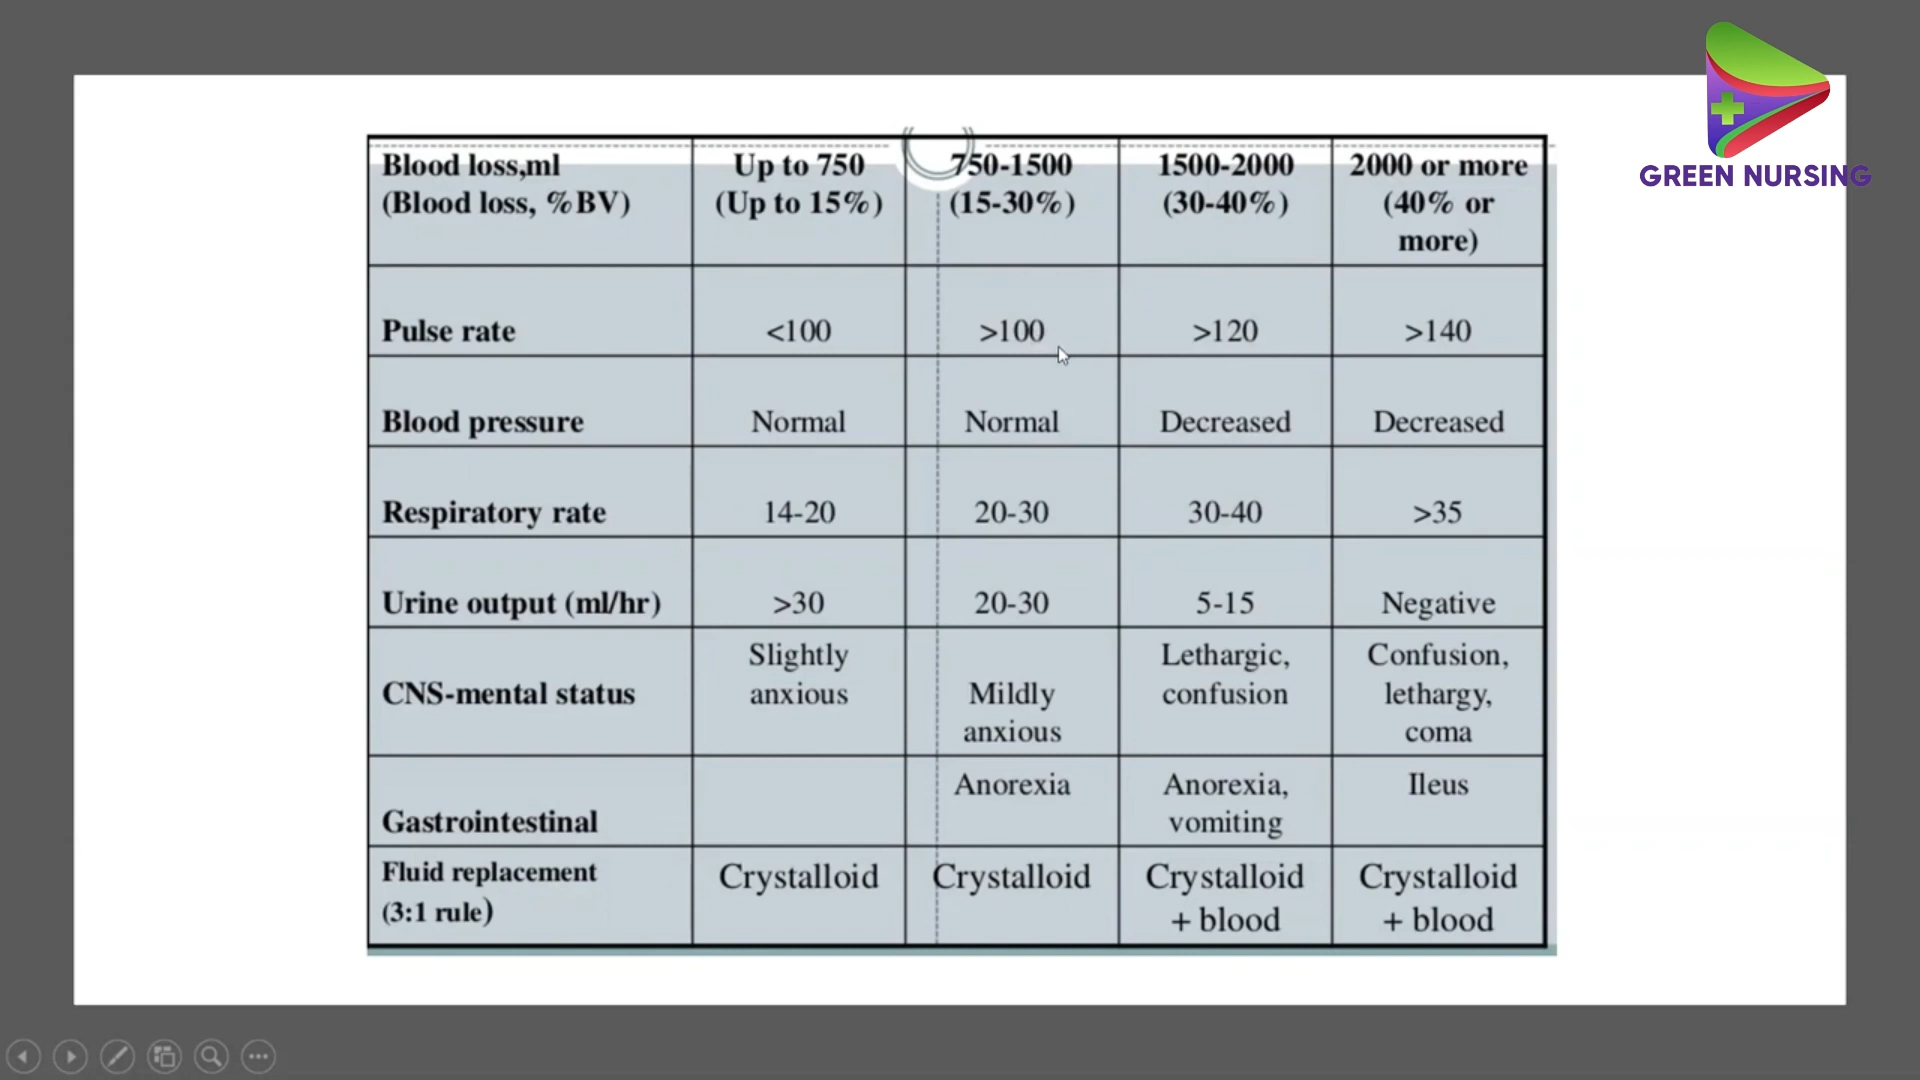 GREEN NURSING
Blood loss,ml
(Blood loss, %BV)
Up to 750
(Up to 15%)
750-1500
(15-30%)
1500-2000
(30-40%)
2000 or more
(40% or
more)
Pulse rate
<100
>100
>120
>140
Blood pressure
Normal
Normal
Decreased
Decreased
Respiratory rate
14-20
20-30
30-40
>35
Urine output (ml/hr)
>30
20-30
5-15
Negative
CNS-mental status
Slightly
anxious
Mildly
anxious
Lethargic,
confusion
Confusion,
lethargy,
coma
Gastrointestinal
Anorexia
Anorexia,
vomiting
Ileus
Fluid replacement
(3:1 rule)
Crystalloid
Crystalloid
Crystalloid
+ blood
Crystalloid
+ blood